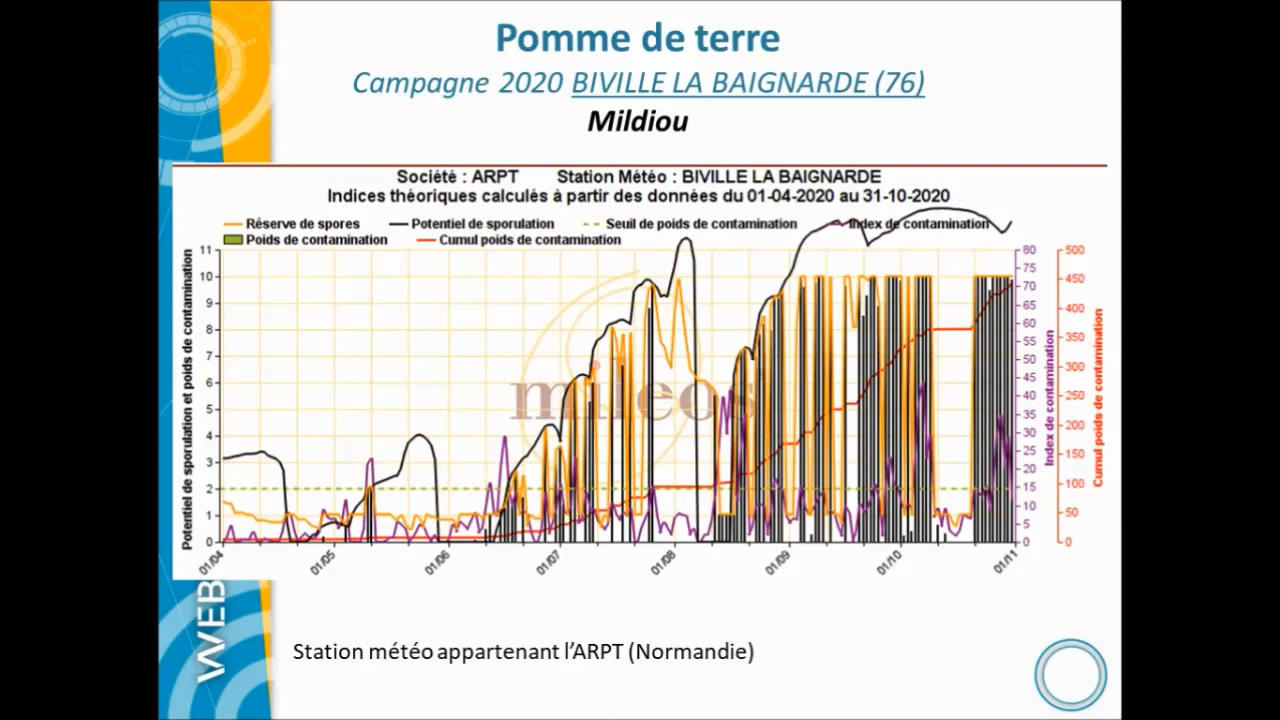 Pomme de terre
Campagne 2020 BIVILLE LA BAIGNARDE (76)
Mildiou
Société : ARPT Station Météo : BIVILLE LA BAIGNARDE
Indices théoriques calculés à partir des données du 01-04-2020 au 31-10-2020
Réserve de spores Potentiel de sporulation Seuil de poids de contamination Index de contamination
Poids de contamination Cumul poids de contamination
Potentiel de sporulation et poids de contamination
11
10
9
8
7
6
5
4
3
2
1
0
mileos
80
75
70
65
60
55
50
45
40
35
30
25
20
15
10
5
0
Index de contamination
500
450
400
350
300
250
200
150
100
50
0
Cumul poids de contamination
01/04 01/05 01/06 01/07 01/08 01/09 01/10 01/11
WEB
Station météo appartenant l'ARPT (Normandie)